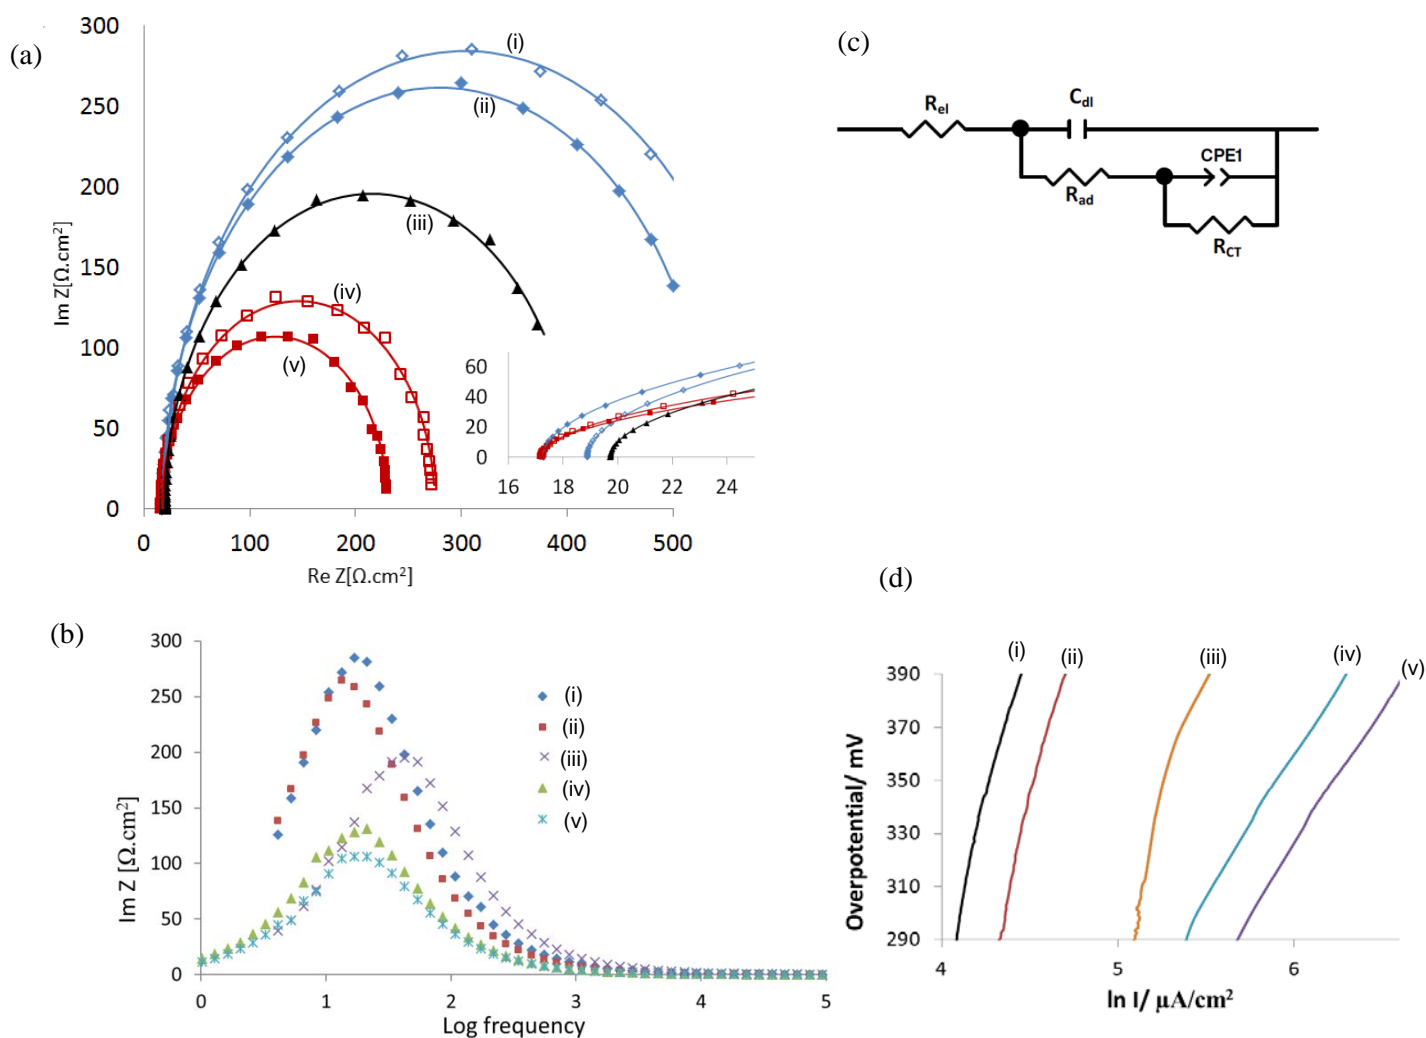 (a)
300
250
200
150
100
50
0
Im Z[Ω.cm²]
(i)
(ii)
(iii)
(iv)
(v)
60
40
20
0
16 18 20 22 24
0 100 200 300 400 500
Re Z[Ω.cm²]
(c)
Rel
Cdl
Rad
CPE1
RCT
(b)
300
250
200
150
100
50
0
Im Z [Ω.cm²]
(i)
(ii)
(iii)
(iv)
(v)
0 1 2 3 4 5
Log frequency
(d)
(i) (ii) (iii) (iv) (v)
390
370
350
330
310
290
Overpotential/ mV
4 5 6
ln I/ μA/cm²